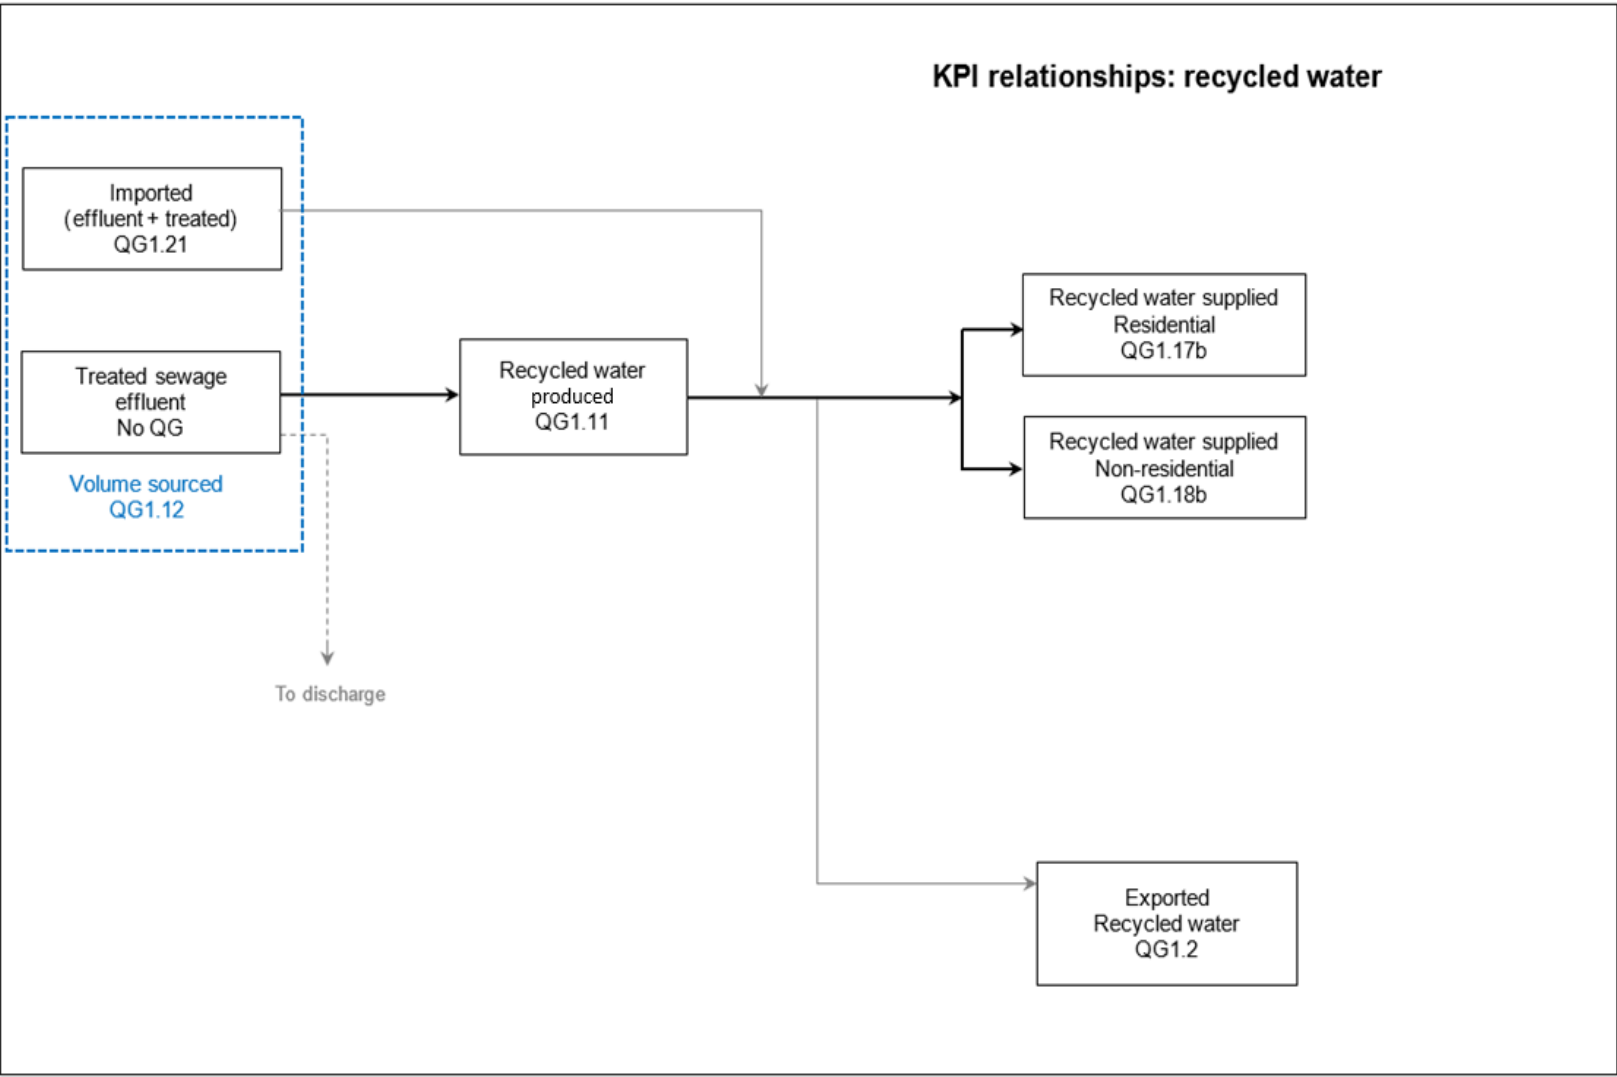 KPI relationships: recycled water
Imported
(effluent + treated)
QG1.21
Treated sewage
effluent
No QG
Volume sourced
QG1.12
To discharge
Recycled water
produced
QG1.11
Recycled water supplied
Residential
QG1.17b
Recycled water supplied
Non-residential
QG1.18b
Exported
Recycled water
QG1.2